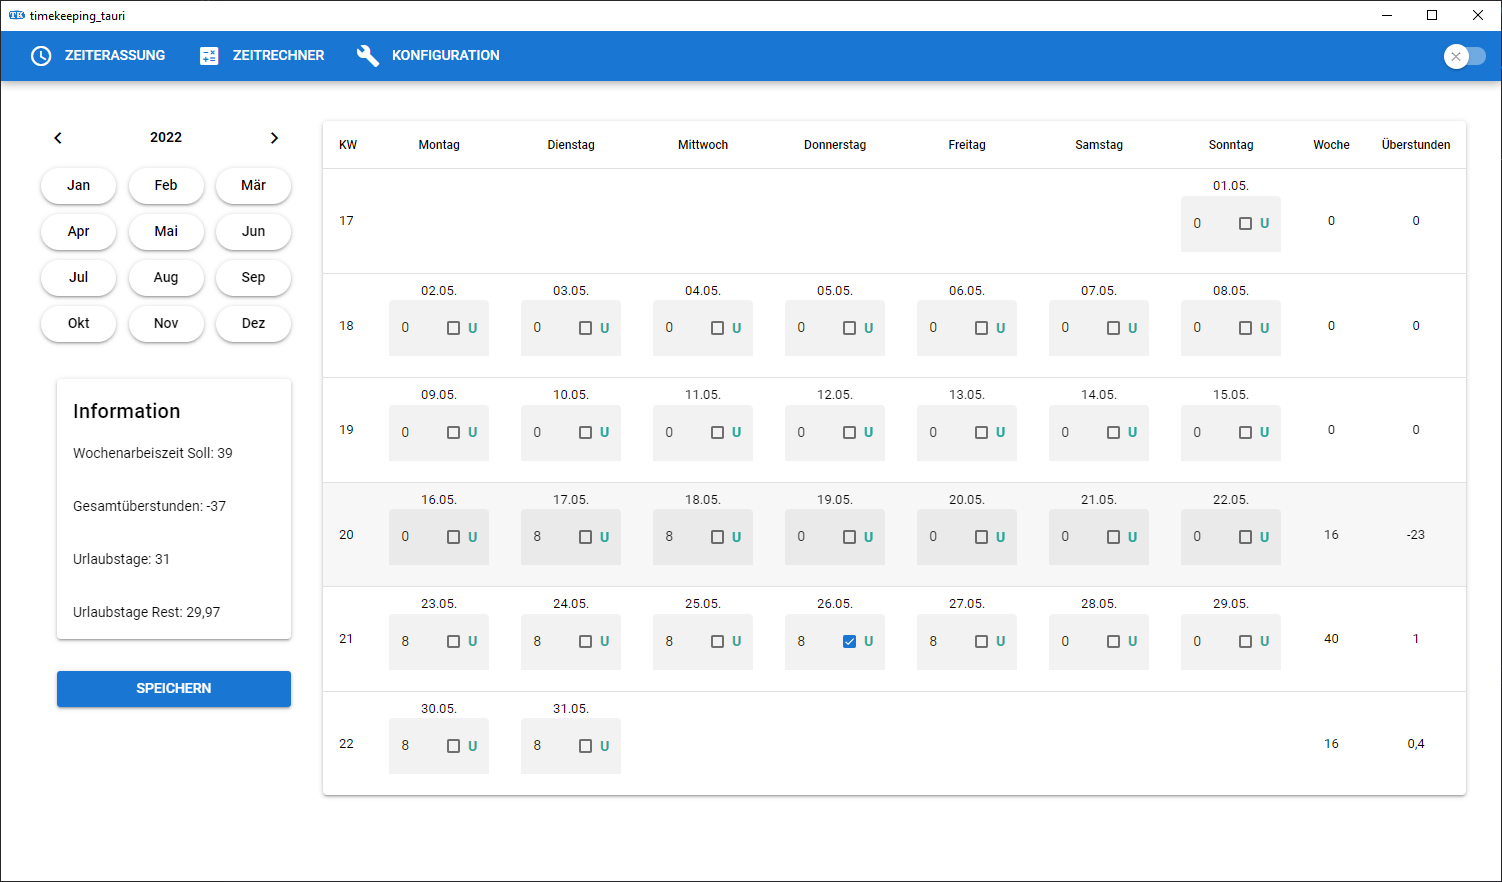 TK timekeeping_tauri
ZEITERASSUNG ZEITRECHNER KONFIGURATION
2022
Jan Feb Mär
Apr Mai Jun
Jul Aug Sep
Okt Nov Dez
Information
Wochenarbeiszeit Soll: 39
Gesamtüberstunden: -37
Urlaubstage: 31
Urlaubstage Rest: 29,97
SPEICHERN
KW Montag Dienstag Mittwoch Donnerstag Freitag Samstag Sonntag Woche Überstunden
01.05.
17 0 U 0 0
02.05. 03.05. 04.05. 05.05. 06.05. 07.05. 08.05.
18 0 U 0 U 0 U 0 U 0 U 0 U 0 U 0 0
09.05. 10.05. 11.05. 12.05. 13.05. 14.05. 15.05.
19 0 U 0 U 0 U 0 U 0 U 0 U 0 U 0 0
16.05. 17.05. 18.05. 19.05. 20.05. 21.05. 22.05.
20 0 U 8 U 8 U 0 U 0 U 0 U 0 U 16 -23
23.05. 24.05. 25.05. 26.05. 27.05. 28.05. 29.05.
21 8 U 8 U 8 U 8 U 8 U 0 U 0 U 40 1
30.05. 31.05.
22 8 U 8 U 16 0,4